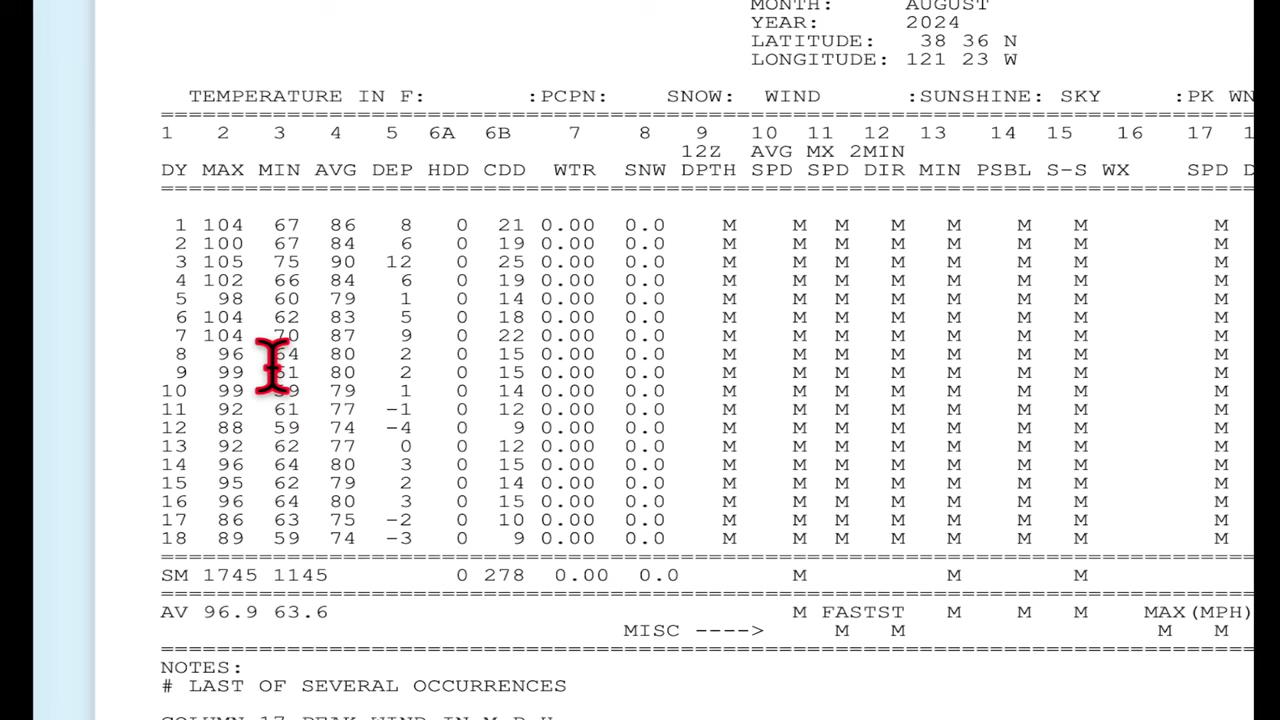 MONTH: AUGUST
YEAR: 2024
LATITUDE: 38 36 N
LONGITUDE: 121 23 W
TEMPERATURE IN F: :PCPN: SNOW: WIND :SUNSHINE: SKY :PK WN
================================================================================
1 2 3 4 5 6A 6B 7 8 9 10 11 12 13 14 15 16 17 1
12Z AVG MX 2MIN
DY MAX MIN AVG DEP HDD CDD WTR SNW DPTH SPD SPD DIR MIN PSBL S-S WX SPD D
================================================================================
1 104 67 86 8 0 21 0.00 0.0 M M M M M M M M
2 100 67 84 6 0 19 0.00 0.0 M M M M M M M M
3 105 75 90 12 0 25 0.00 0.0 M M M M M M M M
4 102 66 84 6 0 19 0.00 0.0 M M M M M M M M
5 98 60 79 1 0 14 0.00 0.0 M M M M M M M M
6 104 62 83 5 0 18 0.00 0.0 M M M M M M M M
7 104 70 87 9 0 22 0.00 0.0 M M M M M M M M
8 96 64 80 2 0 15 0.00 0.0 M M M M M M M M
9 99 61 80 2 0 15 0.00 0.0 M M M M M M M M
10 99 59 79 1 0 14 0.00 0.0 M M M M M M M M
11 92 61 77 -1 0 12 0.00 0.0 M M M M M M M M
12 88 59 74 -4 0 9 0.00 0.0 M M M M M M M M
13 92 62 77 0 0 12 0.00 0.0 M M M M M M M M
14 96 64 80 3 0 15 0.00 0.0 M M M M M M M M
15 95 62 79 2 0 14 0.00 0.0 M M M M M M M M
16 96 64 80 3 0 15 0.00 0.0 M M M M M M M M
17 86 63 75 -2 0 10 0.00 0.0 M M M M M M M M
18 89 59 74 -3 0 9 0.00 0.0 M M M M M M M M
================================================================================
SM 1745 1145 0 278 0.00 0.0 M M M
================================================================================
AV 96.9 63.6 M FASTST M M M MAX(MPH)
MISC ----> M M M M
================================================================================
NOTES:
# LAST OF SEVERAL OCCURRENCES
COLUMN 17 PEAK WIND IN M.P.H.